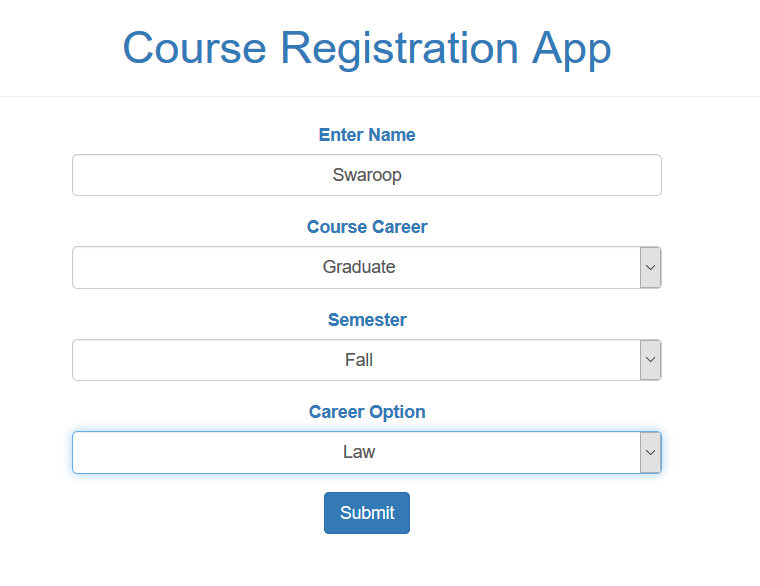 Course Registration App
Enter Name
Swaroop
Course Career
Graduate
Semester
Fall
Career Option
Law
Submit